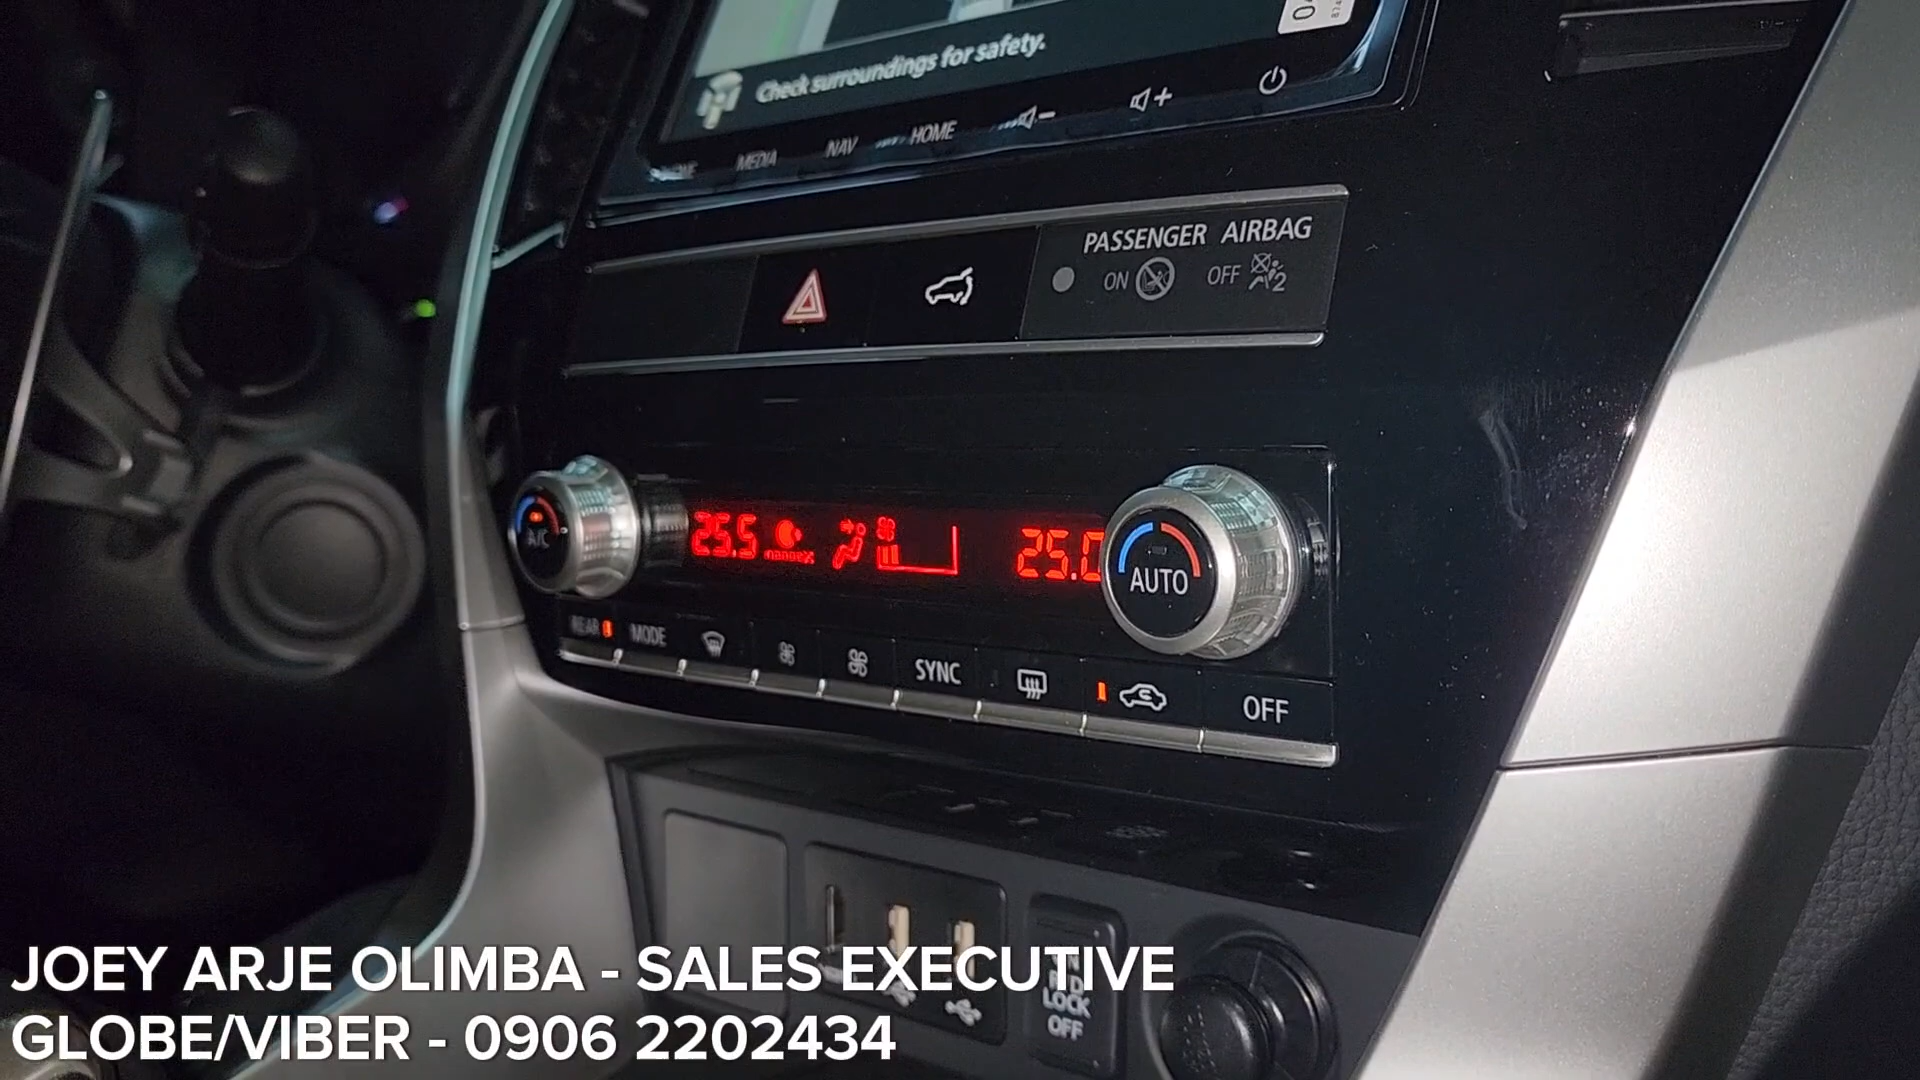 Check surroundings for safety.
MEDIA NAV HOME
PASSENGER AIRBAG
ON OFF 2
25.5 25.0
A/C
AUTO
REAR MODE SYNC OFF
LOCK
OFF
JOEY ARJE OLIMBA - SALES EXECUTIVE
GLOBE/VIBER - 0906 2202434